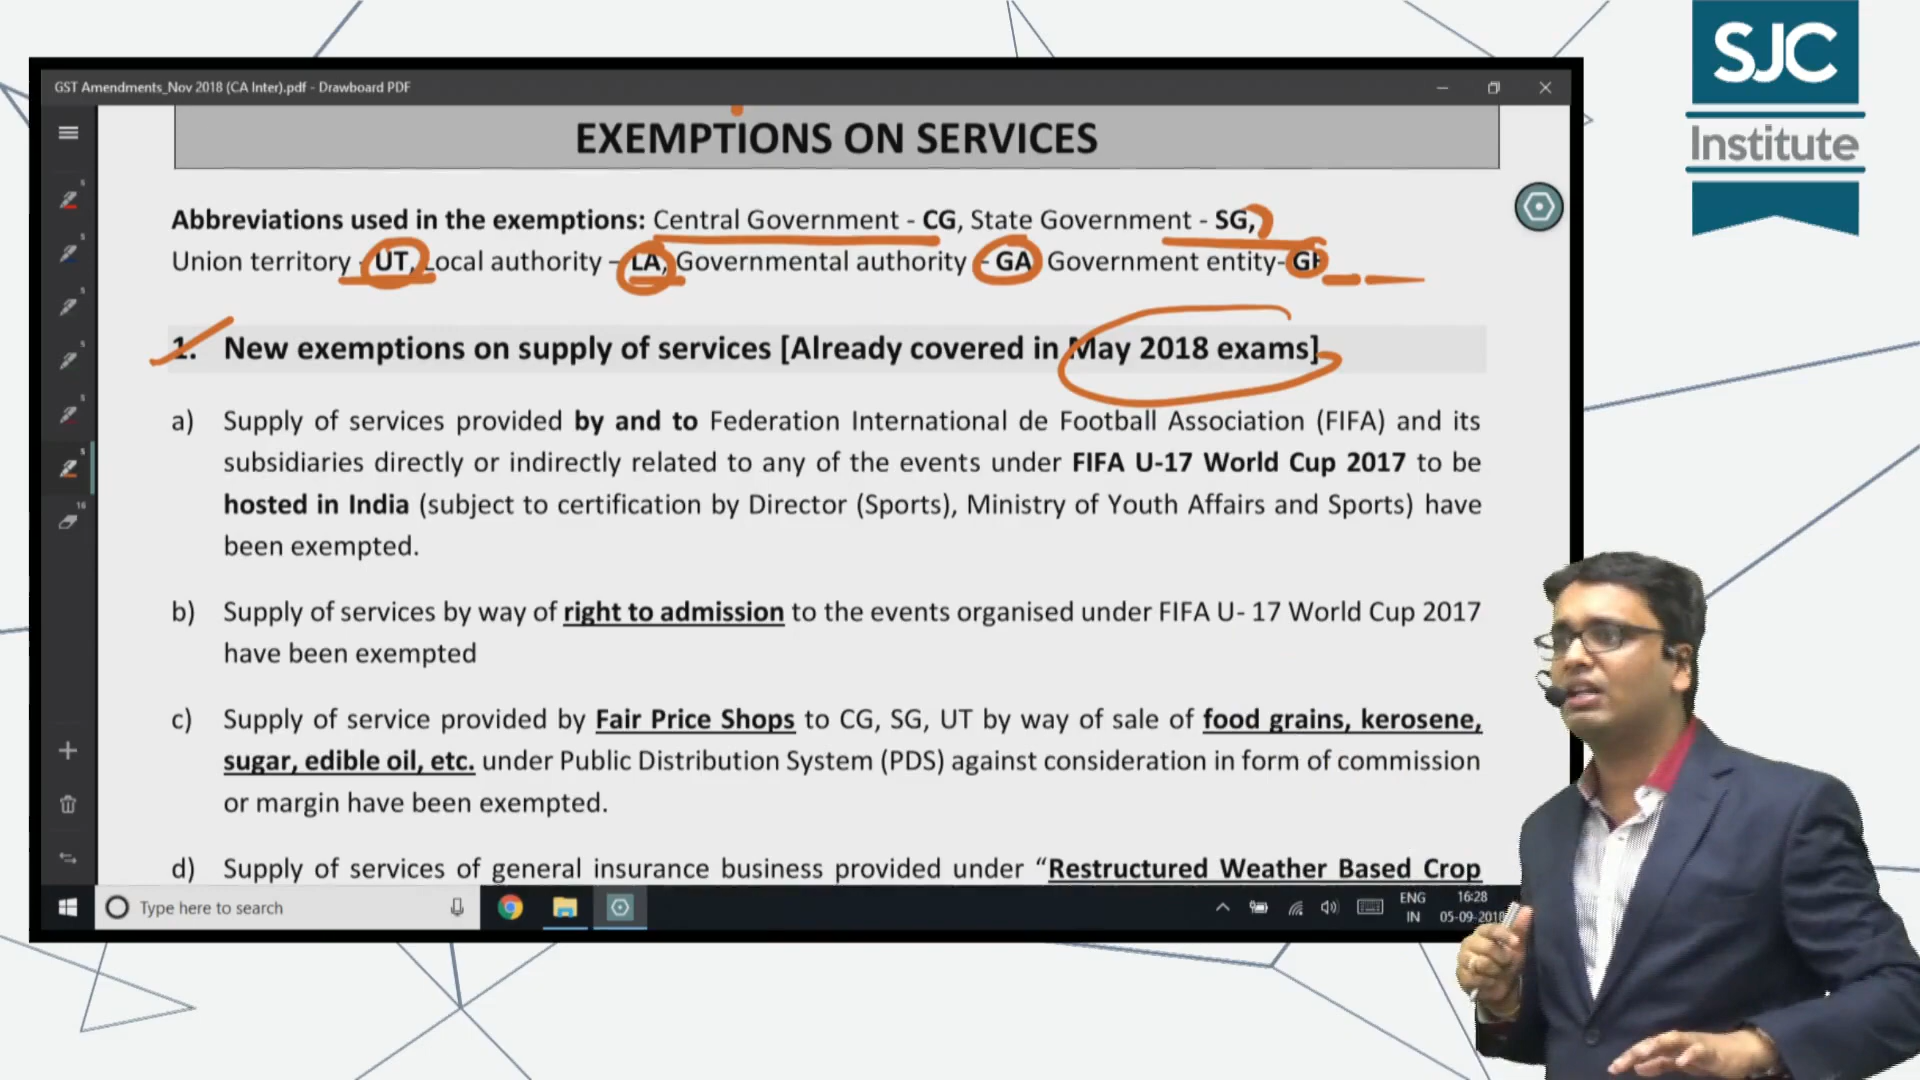 SJC
Institute
GST Amendments_Nov 2018 (CA Inter).pdf - Drawboard PDF
EXEMPTIONS ON SERVICES
Abbreviations used in the exemptions: Central Government - CG, State Government - SG,
Union territory - UT, Local authority – LA, Governmental authority - GA Government entity-
1. New exemptions on supply of services [Already covered in May 2018 exams]
a) Supply of services provided by and to Federation International de Football Association (FIFA) and its
subsidiaries directly or indirectly related to any of the events under FIFA U-17 World Cup 2017 to be
hosted in India (subject to certification by Director (Sports), Ministry of Youth Affairs and Sports) have
been exempted.
b) Supply of services by way of right to admission to the events organised under FIFA U- 17 World Cup 2017
have been exempted
c) Supply of service provided by Fair Price Shops to CG, SG, UT by way of sale of food grains, kerosene,
sugar, edible oil, etc. under Public Distribution System (PDS) against consideration in form of commission
or margin have been exempted.
d) Supply of services of general insurance business provided under “Restructured Weather Based Crop
Type here to search
ENG
IN
16:28
05-09-2018